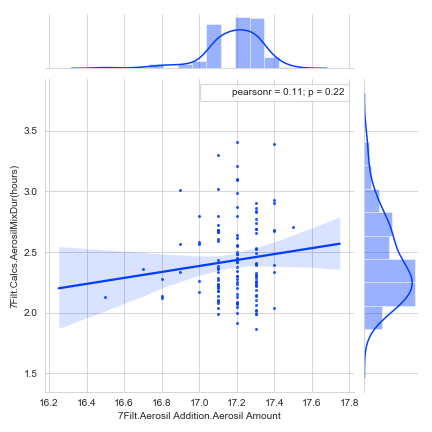 pearsonr = 0.11; p = 0.22
3.5
3.0
2.5
2.0
1.5
7Filt.Calcs.AerosilMixDur(hours)
16.2 16.4 16.6 16.8 17.0 17.2 17.4 17.6 17.8
7Filt.Aerosil Addition.Aerosil Amount